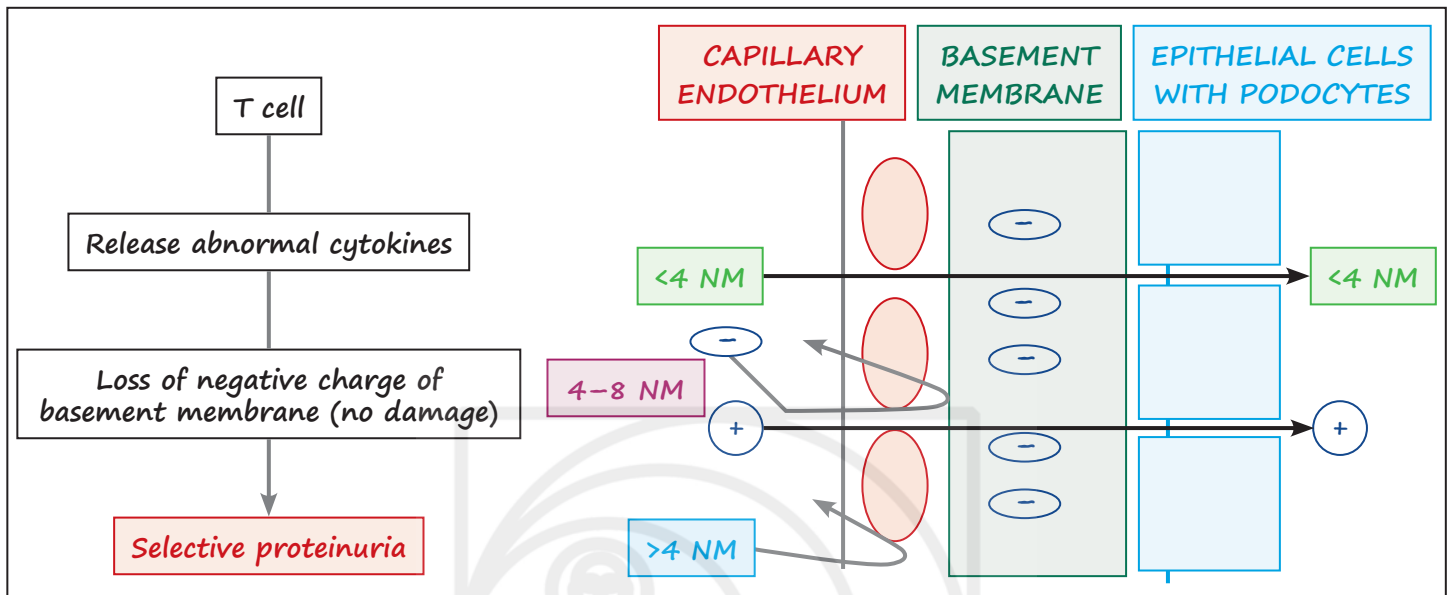 T cell
Release abnormal cytokines
Loss of negative charge of
basement membrane (no damage)
Selective proteinuria
CAPILLARY
ENDOTHELIUM
BASEMENT
MEMBRANE
EPITHELIAL CELLS
WITH PODOCYTES
−
<4 NM
<4 NM
−
−
4–8 NM
−
+
+
−
−
>4 NM